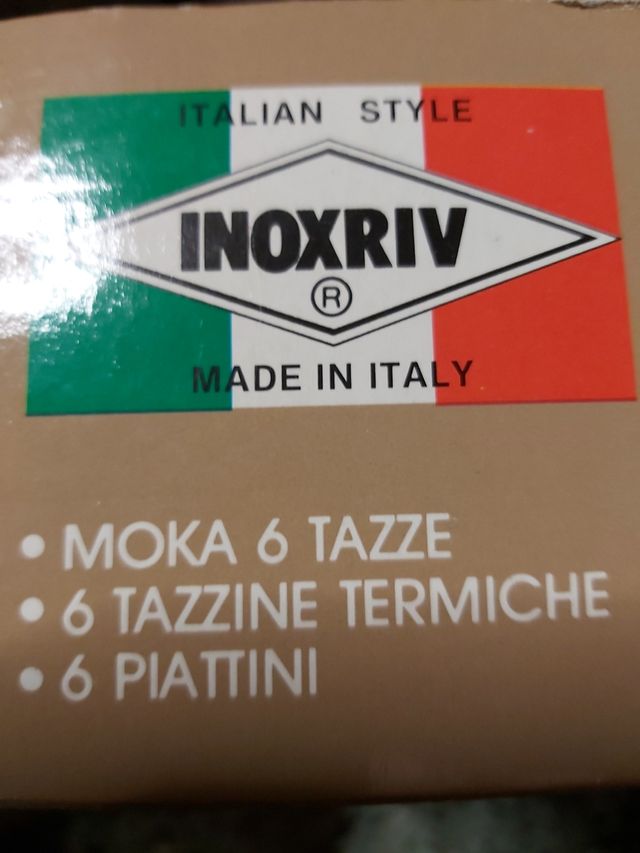 ITALIAN STYLE
INOXRIV
®
MADE IN ITALY
• MOKA 6 TAZZE
• 6 TAZZINE TERMICHE
• 6 PIATTINI